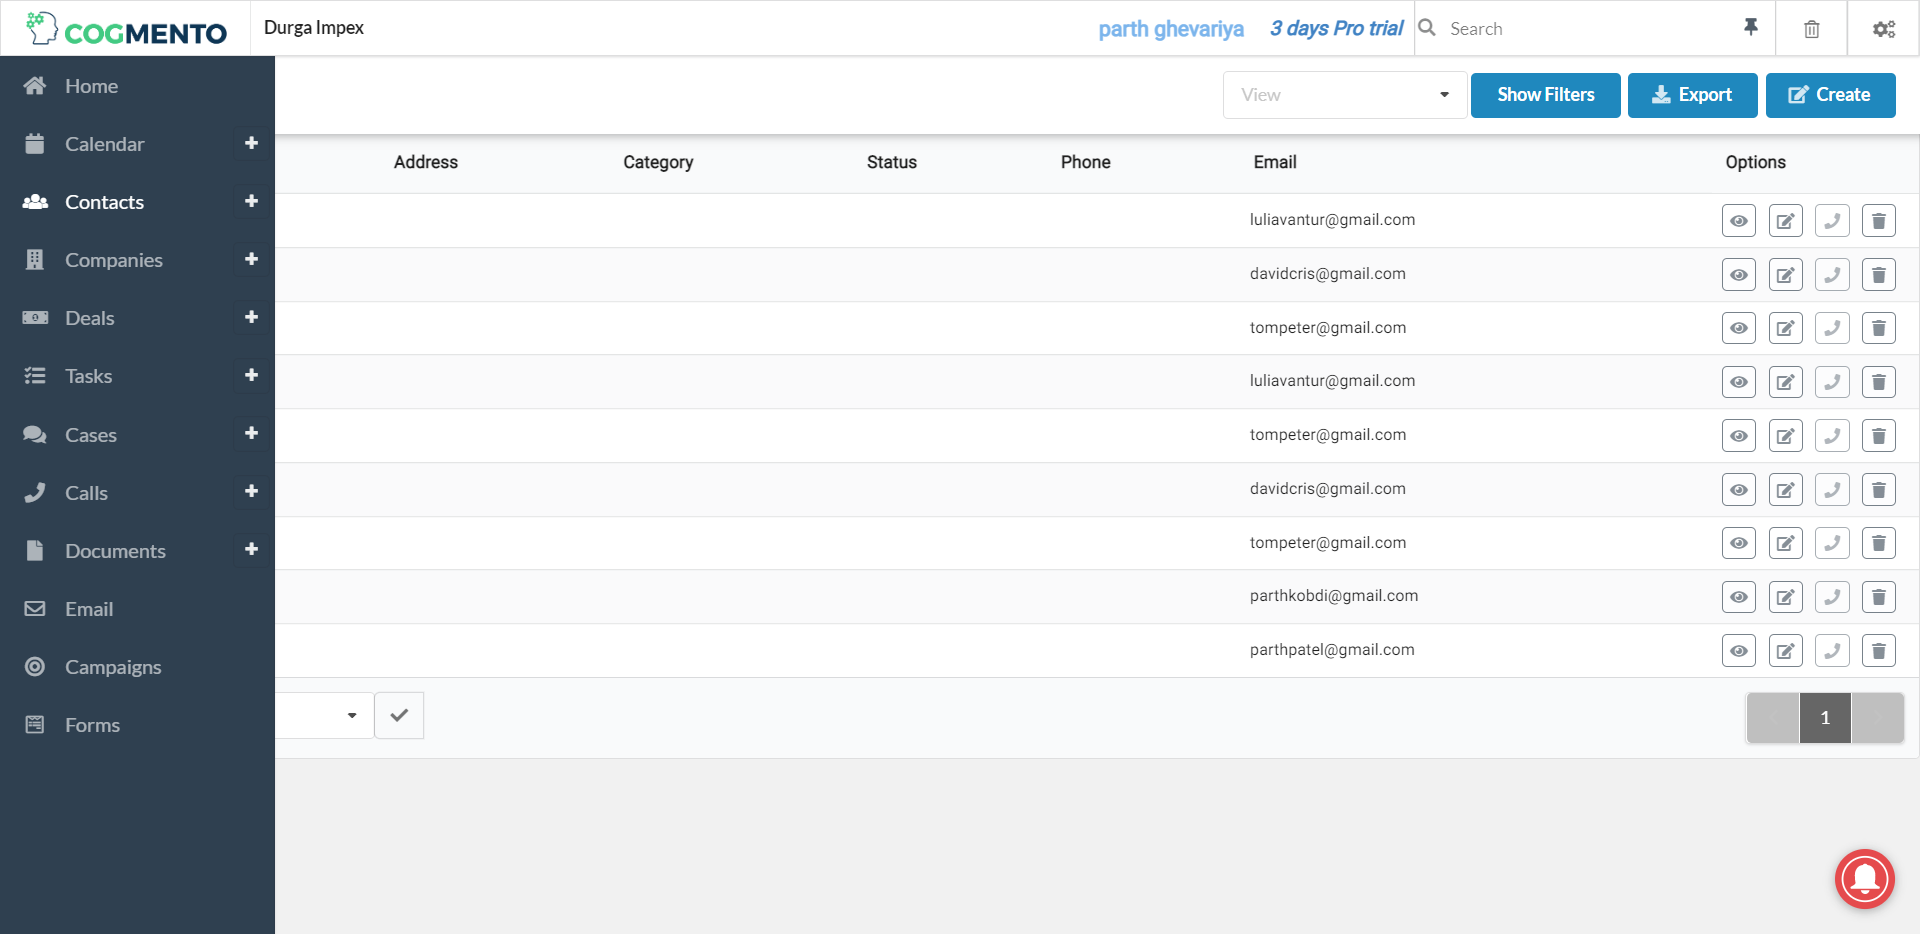 COGMENTO
Durga Impex
parth ghevariya
3 days Pro trial
Search
Home
Calendar
Contacts
Companies
Deals
Tasks
Cases
Calls
Documents
Email
Campaigns
Forms
View
Show Filters
Export
Create
Address Category Status Phone Email Options
luliavantur@gmail.com
davidcris@gmail.com
tompeter@gmail.com
luliavantur@gmail.com
tompeter@gmail.com
davidcris@gmail.com
tompeter@gmail.com
parthkobdi@gmail.com
parthpatel@gmail.com
1